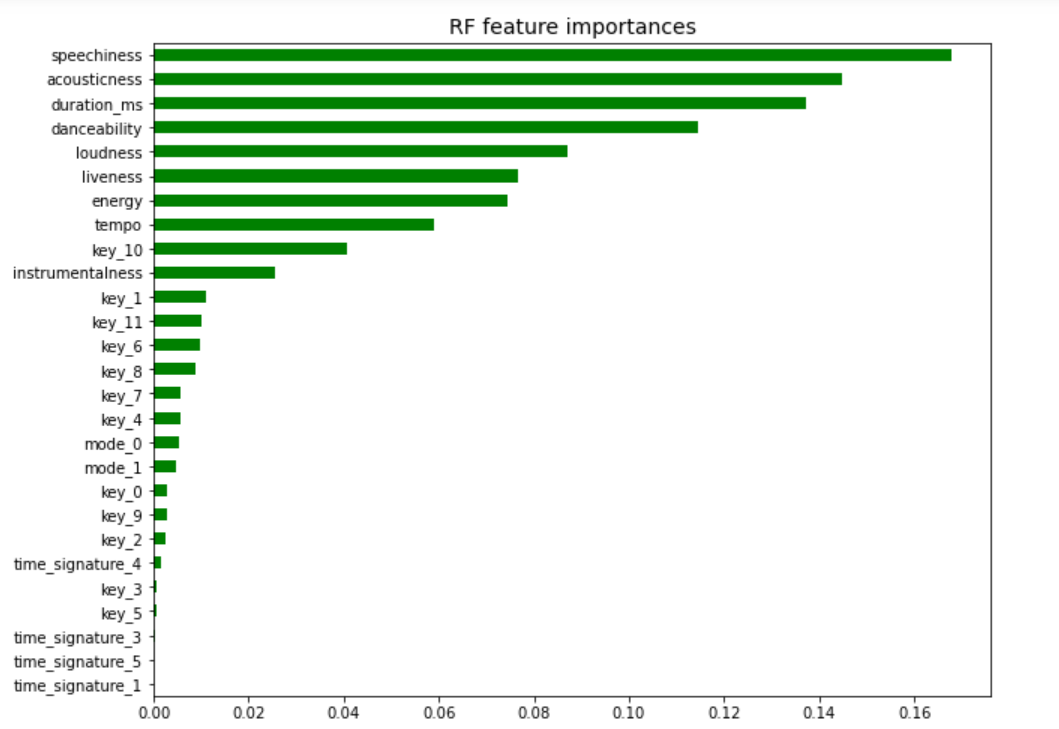 RF feature importances
speechiness
acousticness
duration_ms
danceability
loudness
liveness
energy
tempo
key_10
instrumentalness
key_1
key_11
key_6
key_8
key_7
key_4
mode_0
mode_1
key_0
key_9
key_2
time_signature_4
key_3
key_5
time_signature_3
time_signature_5
time_signature_1
0.00 0.02 0.04 0.06 0.08 0.10 0.12 0.14 0.16